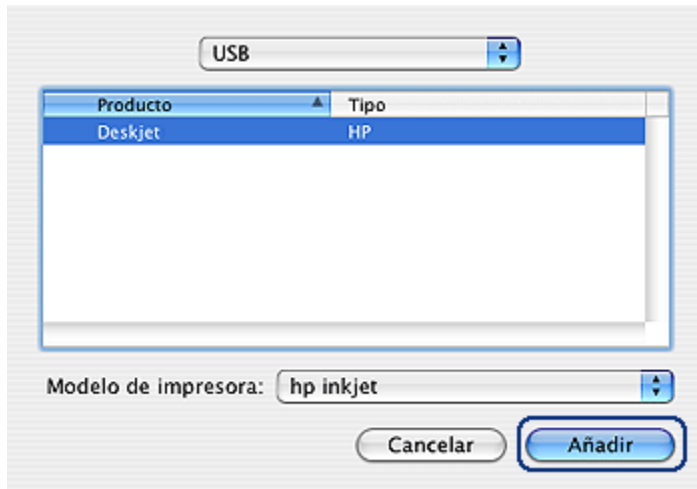 USB
Producto Tipo
Deskjet HP
Modelo de impresora: hp inkjet
Cancelar Añadir